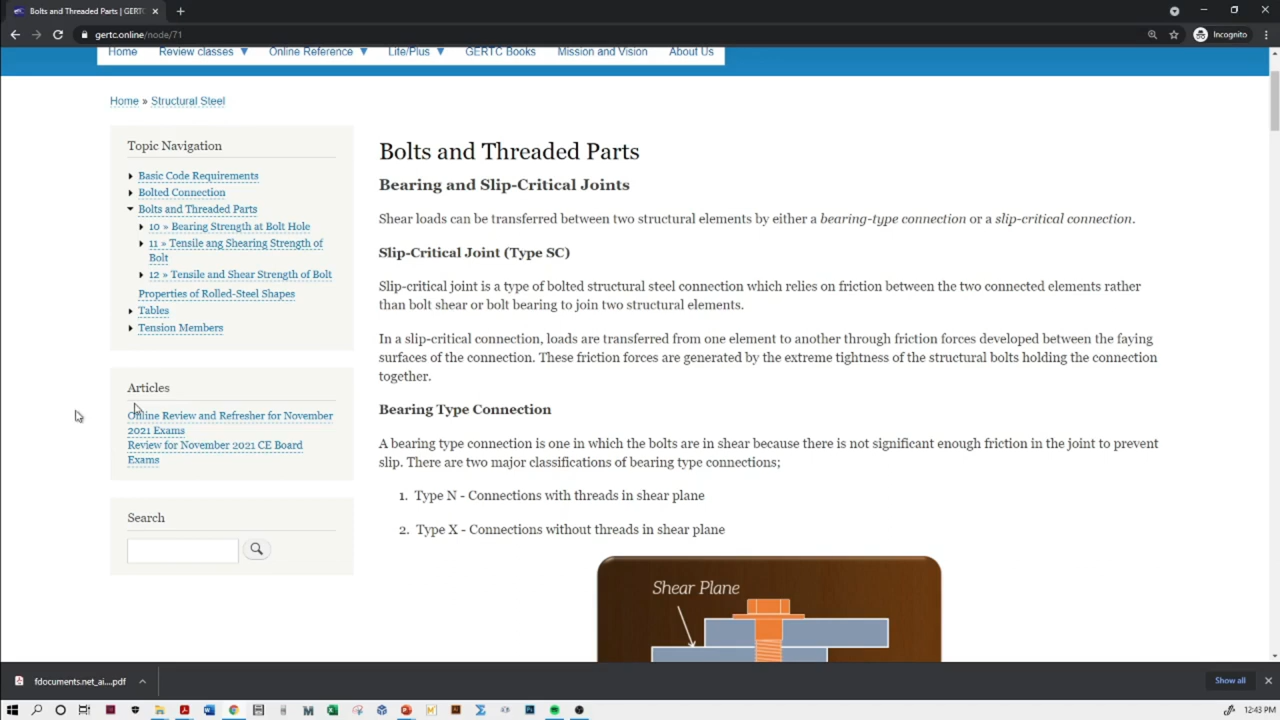 Bolts and Threaded Parts | GERTC
gertc.online/node/71
Incognito
Home
Review classes
Online Reference
Life/Plus
GERTC Books
Mission and Vision
About Us
Home » Structural Steel
Topic Navigation
Basic Code Requirements
Bolted Connection
Bolts and Threaded Parts
10 » Bearing Strength at Bolt Hole
11 » Tensile ang Shearing Strength of
Bolt
12 » Tensile and Shear Strength of Bolt
Properties of Rolled-Steel Shapes
Tables
Tension Members
Articles
Online Review and Refresher for November
2021 Exams
Review for November 2021 CE Board
Exams
Search
Bolts and Threaded Parts
Bearing and Slip-Critical Joints
Shear loads can be transferred between two structural elements by either a bearing-type connection or a slip-critical connection.
Slip-Critical Joint (Type SC)
Slip-critical joint is a type of bolted structural steel connection which relies on friction between the two connected elements rather
than bolt shear or bolt bearing to join two structural elements.
In a slip-critical connection, loads are transferred from one element to another through friction forces developed between the faying
surfaces of the connection. These friction forces are generated by the extreme tightness of the structural bolts holding the connection
together.
Bearing Type Connection
A bearing type connection is one in which the bolts are in shear because there is not significant enough friction in the joint to prevent
slip. There are two major classifications of bearing type connections;
1. Type N - Connections with threads in shear plane
2. Type X - Connections without threads in shear plane
Shear Plane
fdocuments.net_ai....pdf
Show all
12:43 PM